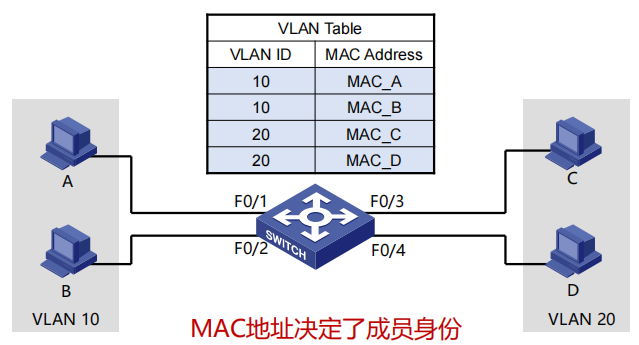 VLAN Table
VLAN ID MAC Address
10 MAC_A
10 MAC_B
20 MAC_C
20 MAC_D
A
C
F0/1
F0/3
SWITCH
F0/2
F0/4
B
D
VLAN 10
VLAN 20
MAC地址决定了成员身份